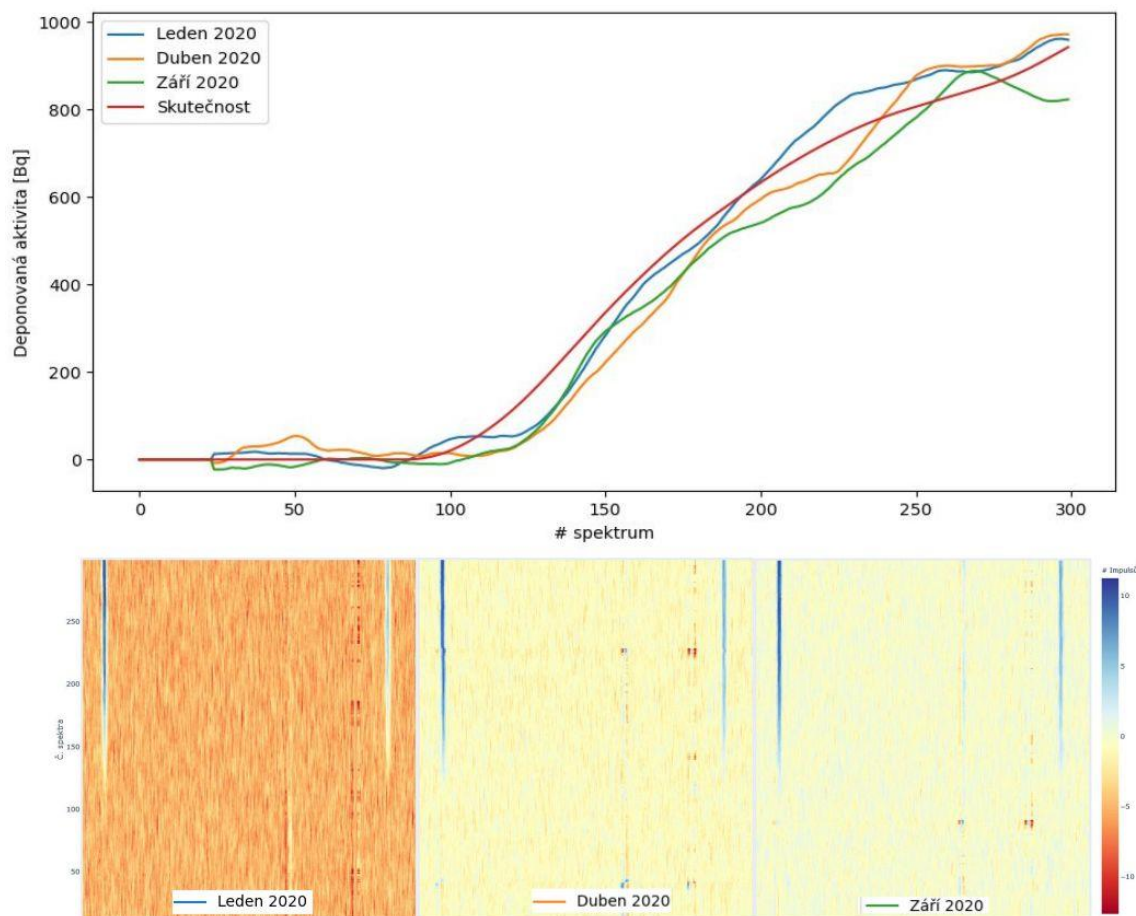 Leden 2020
Duben 2020
Září 2020
Skutečnost
1000
800
600
400
200
0
Deponovaná aktivita [Bq]
0 50 100 150 200 250 300
# spektrum
# Impulsů
10
5
0
−5
−10
250
200
150
100
50
Č. spektra
Leden 2020 Duben 2020 Září 2020